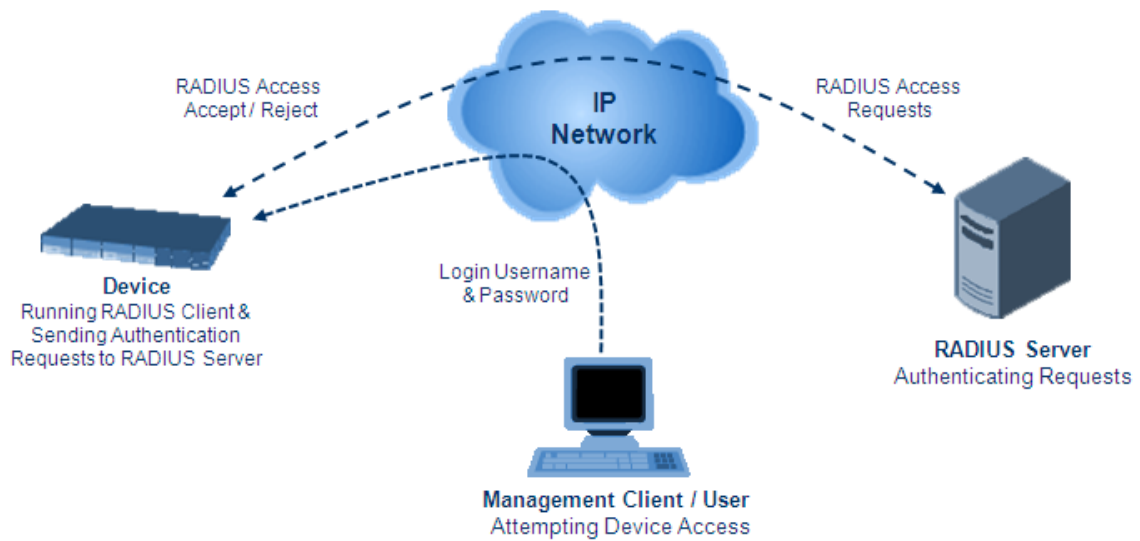 RADIUS Access
Accept / Reject
IP
Network
RADIUS Access
Requests
Device
Running RADIUS Client &
Sending Authentication
Requests to RADIUS Server
Login Username
& Password
RADIUS Server
Authenticating Requests
Management Client / User
Attempting Device Access